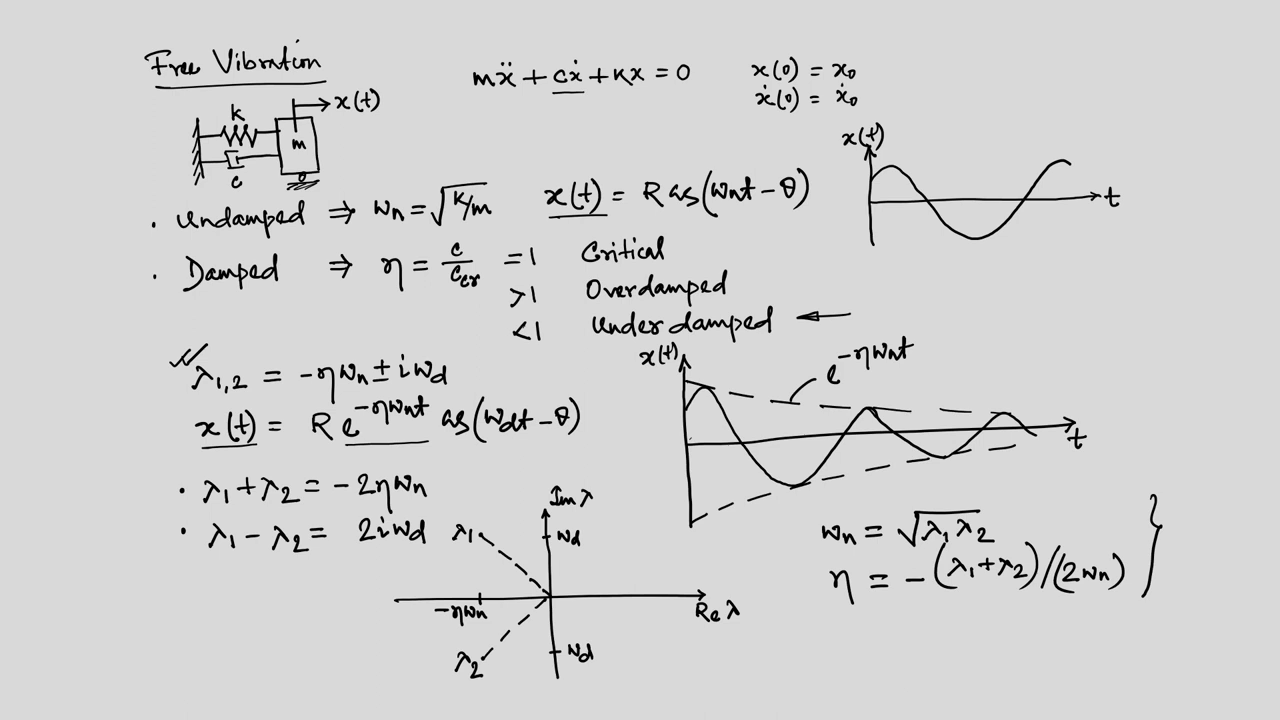 Free Vibration
mẍ + cẋ + kx = 0
x(0) = x₀
ẋ(0) = ẋ₀
k
x(t)
m
c
x(t)
t
. Undamped ⇒ ωn = √k/m
x(t) = R cos(ωnt − θ)
. Damped ⇒ η = c/ccr = 1 Critical
>1 Overdamped
<1 Underdamped ←
λ1,2 = −ηωn ± iωd
x(t) = R e^−ηωnt cos(ωdt − θ)
x(t)
e^−ηωnt
t
· λ1 + λ2 = −2ηωn
· λ1 − λ2 = 2iωd
Im λ
λ1
ωd
−ηωn
Re λ
λ2
ωd
ωn = √λ1 λ2
η = −(λ1 + λ2)/(2ωn)